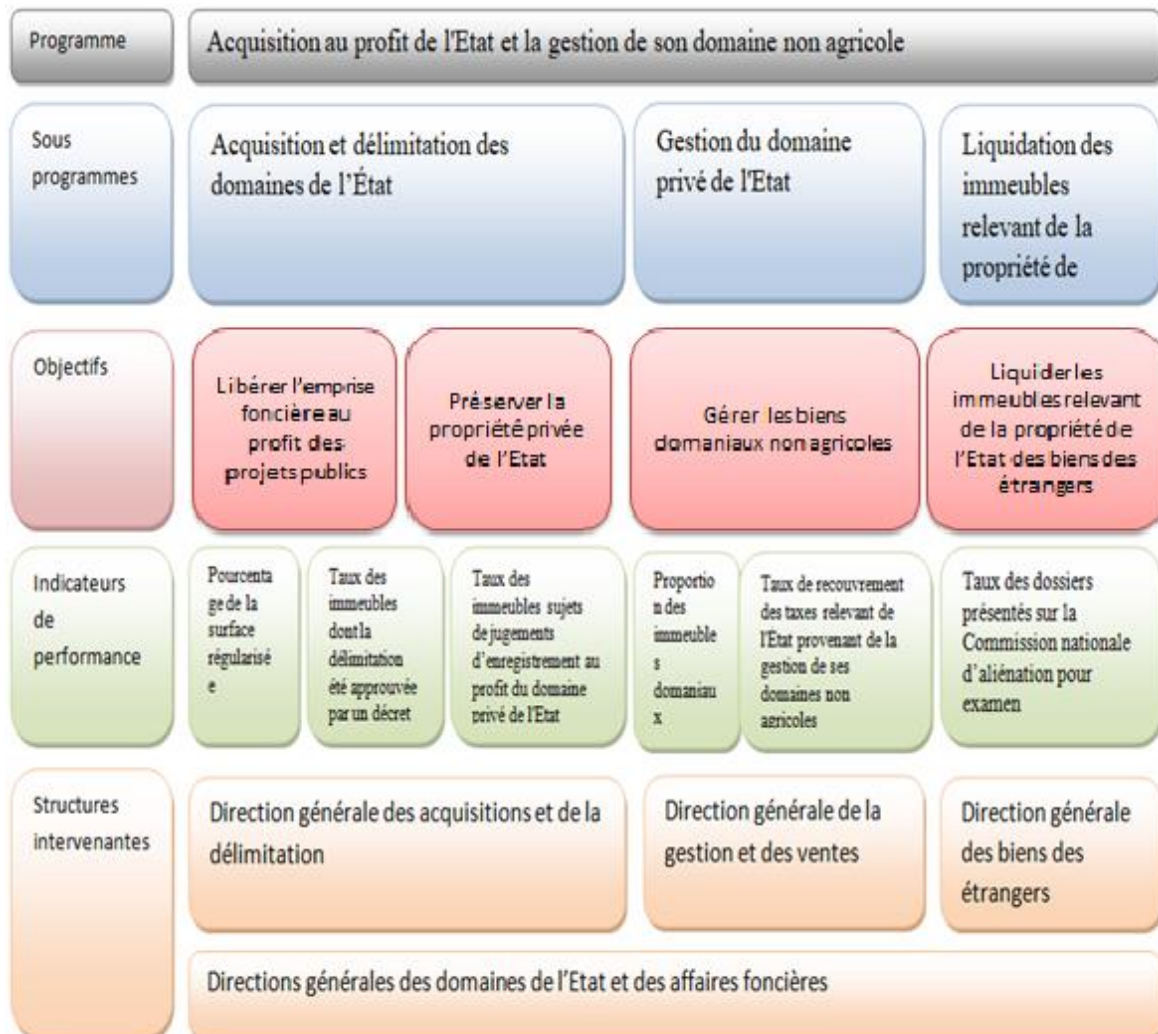 Programme
Acquisition au profit de l'Etat et la gestion de son domaine non agricole
Sous
programmes
Acquisition et délimitation des
domaines de l'État
Gestion du domaine
privé de l'Etat
Liquidation des
immeubles
relevant de la
propriété de
Objectifs
Libérer l'emprise
foncière au
profit des
projets publics
Préserver la
propriété privée
de l'Etat
Gérer les biens
domaniaux non agricoles
Liquider les
immeubles relevant
de la propriété de
l'Etat des biens des
étrangers
Indicateurs
de
performance
Pourcenta
ge de la
surface
régularisé
e
Taux des
immeubles
dont la
délimitation
été approuvée
par un décret
Taux des
immeubles sujets
de jugements
d'enregistrement au
profit du domaine
privé de l'Etat
Proportio
n des
immeuble
s
domaniau
x
Taux de recouvrement
des taxes relevant de
l'Etat provenant de la
gestion de ses
domaines non
agricoles
Taux des dossiers
présentés sur la
Commission nationale
d'aliénation pour
examen
Structures
intervenantes
Direction générale des acquisitions et de la
délimitation
Direction générale de la
gestion et des ventes
Direction générale
des biens des
étrangers
Directions générales des domaines de l'Etat et des affaires foncières